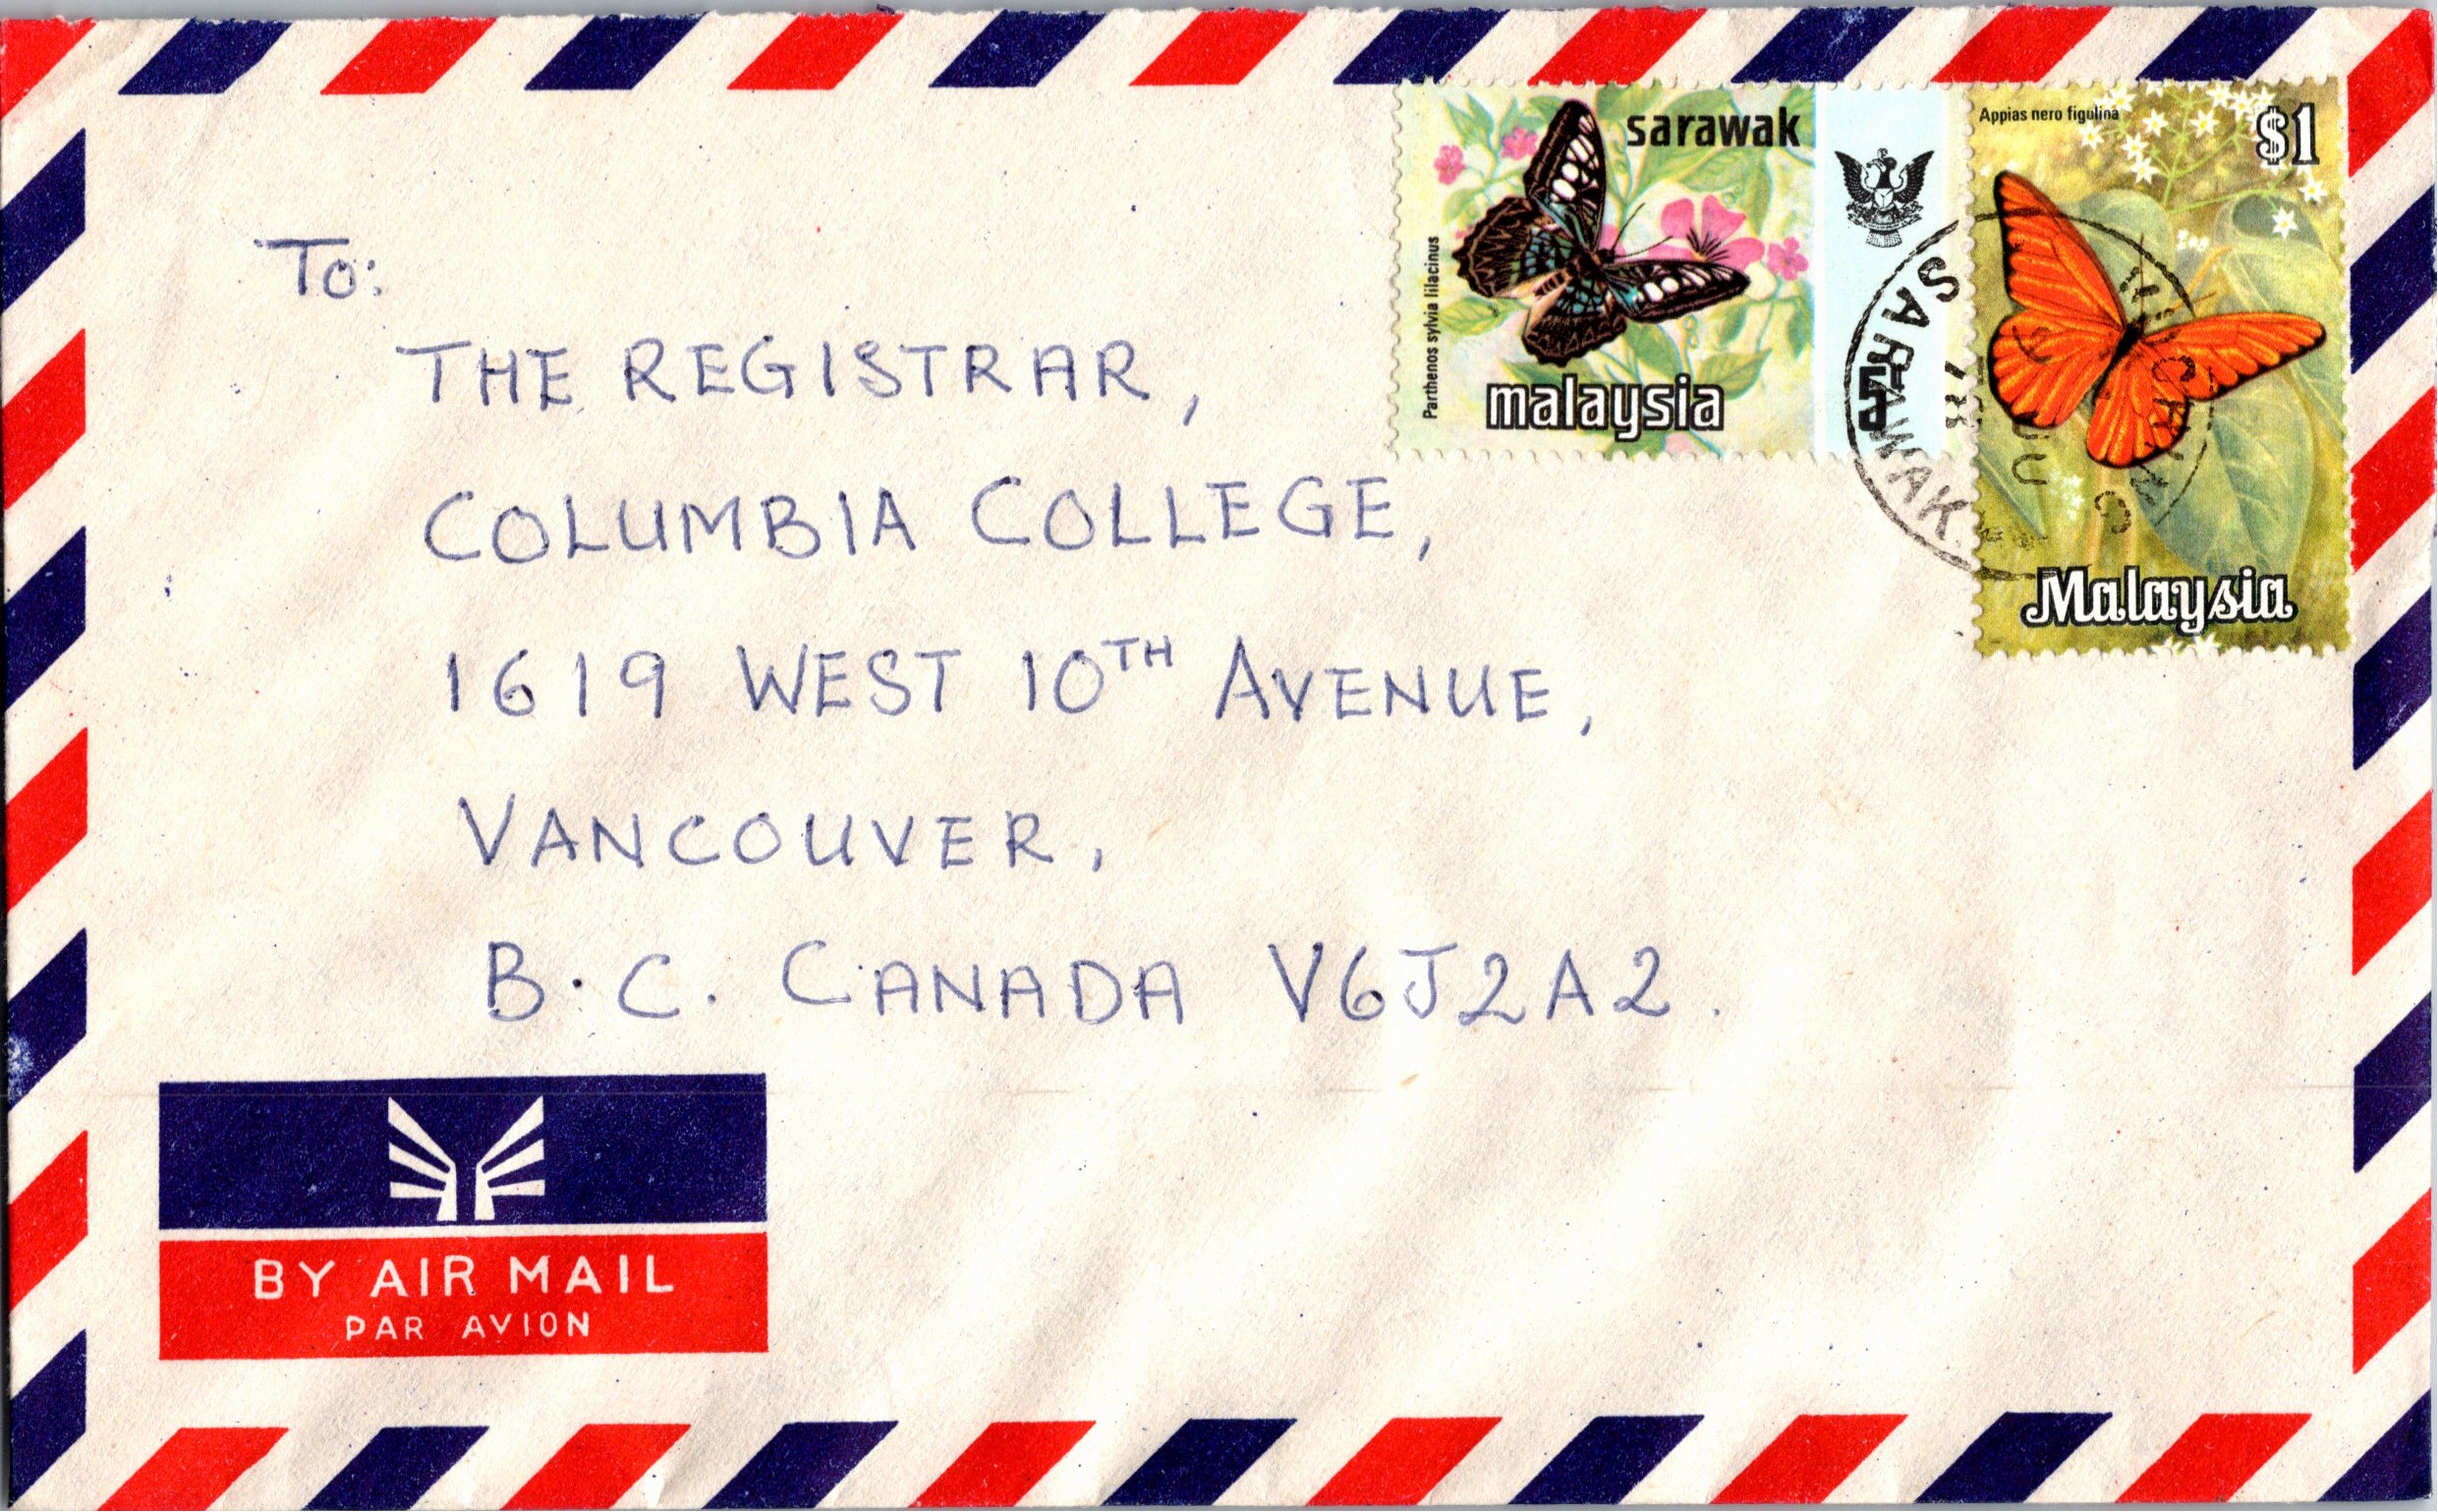 sarawak
Appias nero figulina
$1
Parthenos sylvia lilacinus
malaysia
Malaysia
SARAWAK.
78
To:
THE REGISTRAR,
COLUMBIA COLLEGE,
1619 WEST 10TH AVENUE,
VANCOUVER,
B.C. CANADA V6J2A2.
BY AIR MAIL
PAR AVION